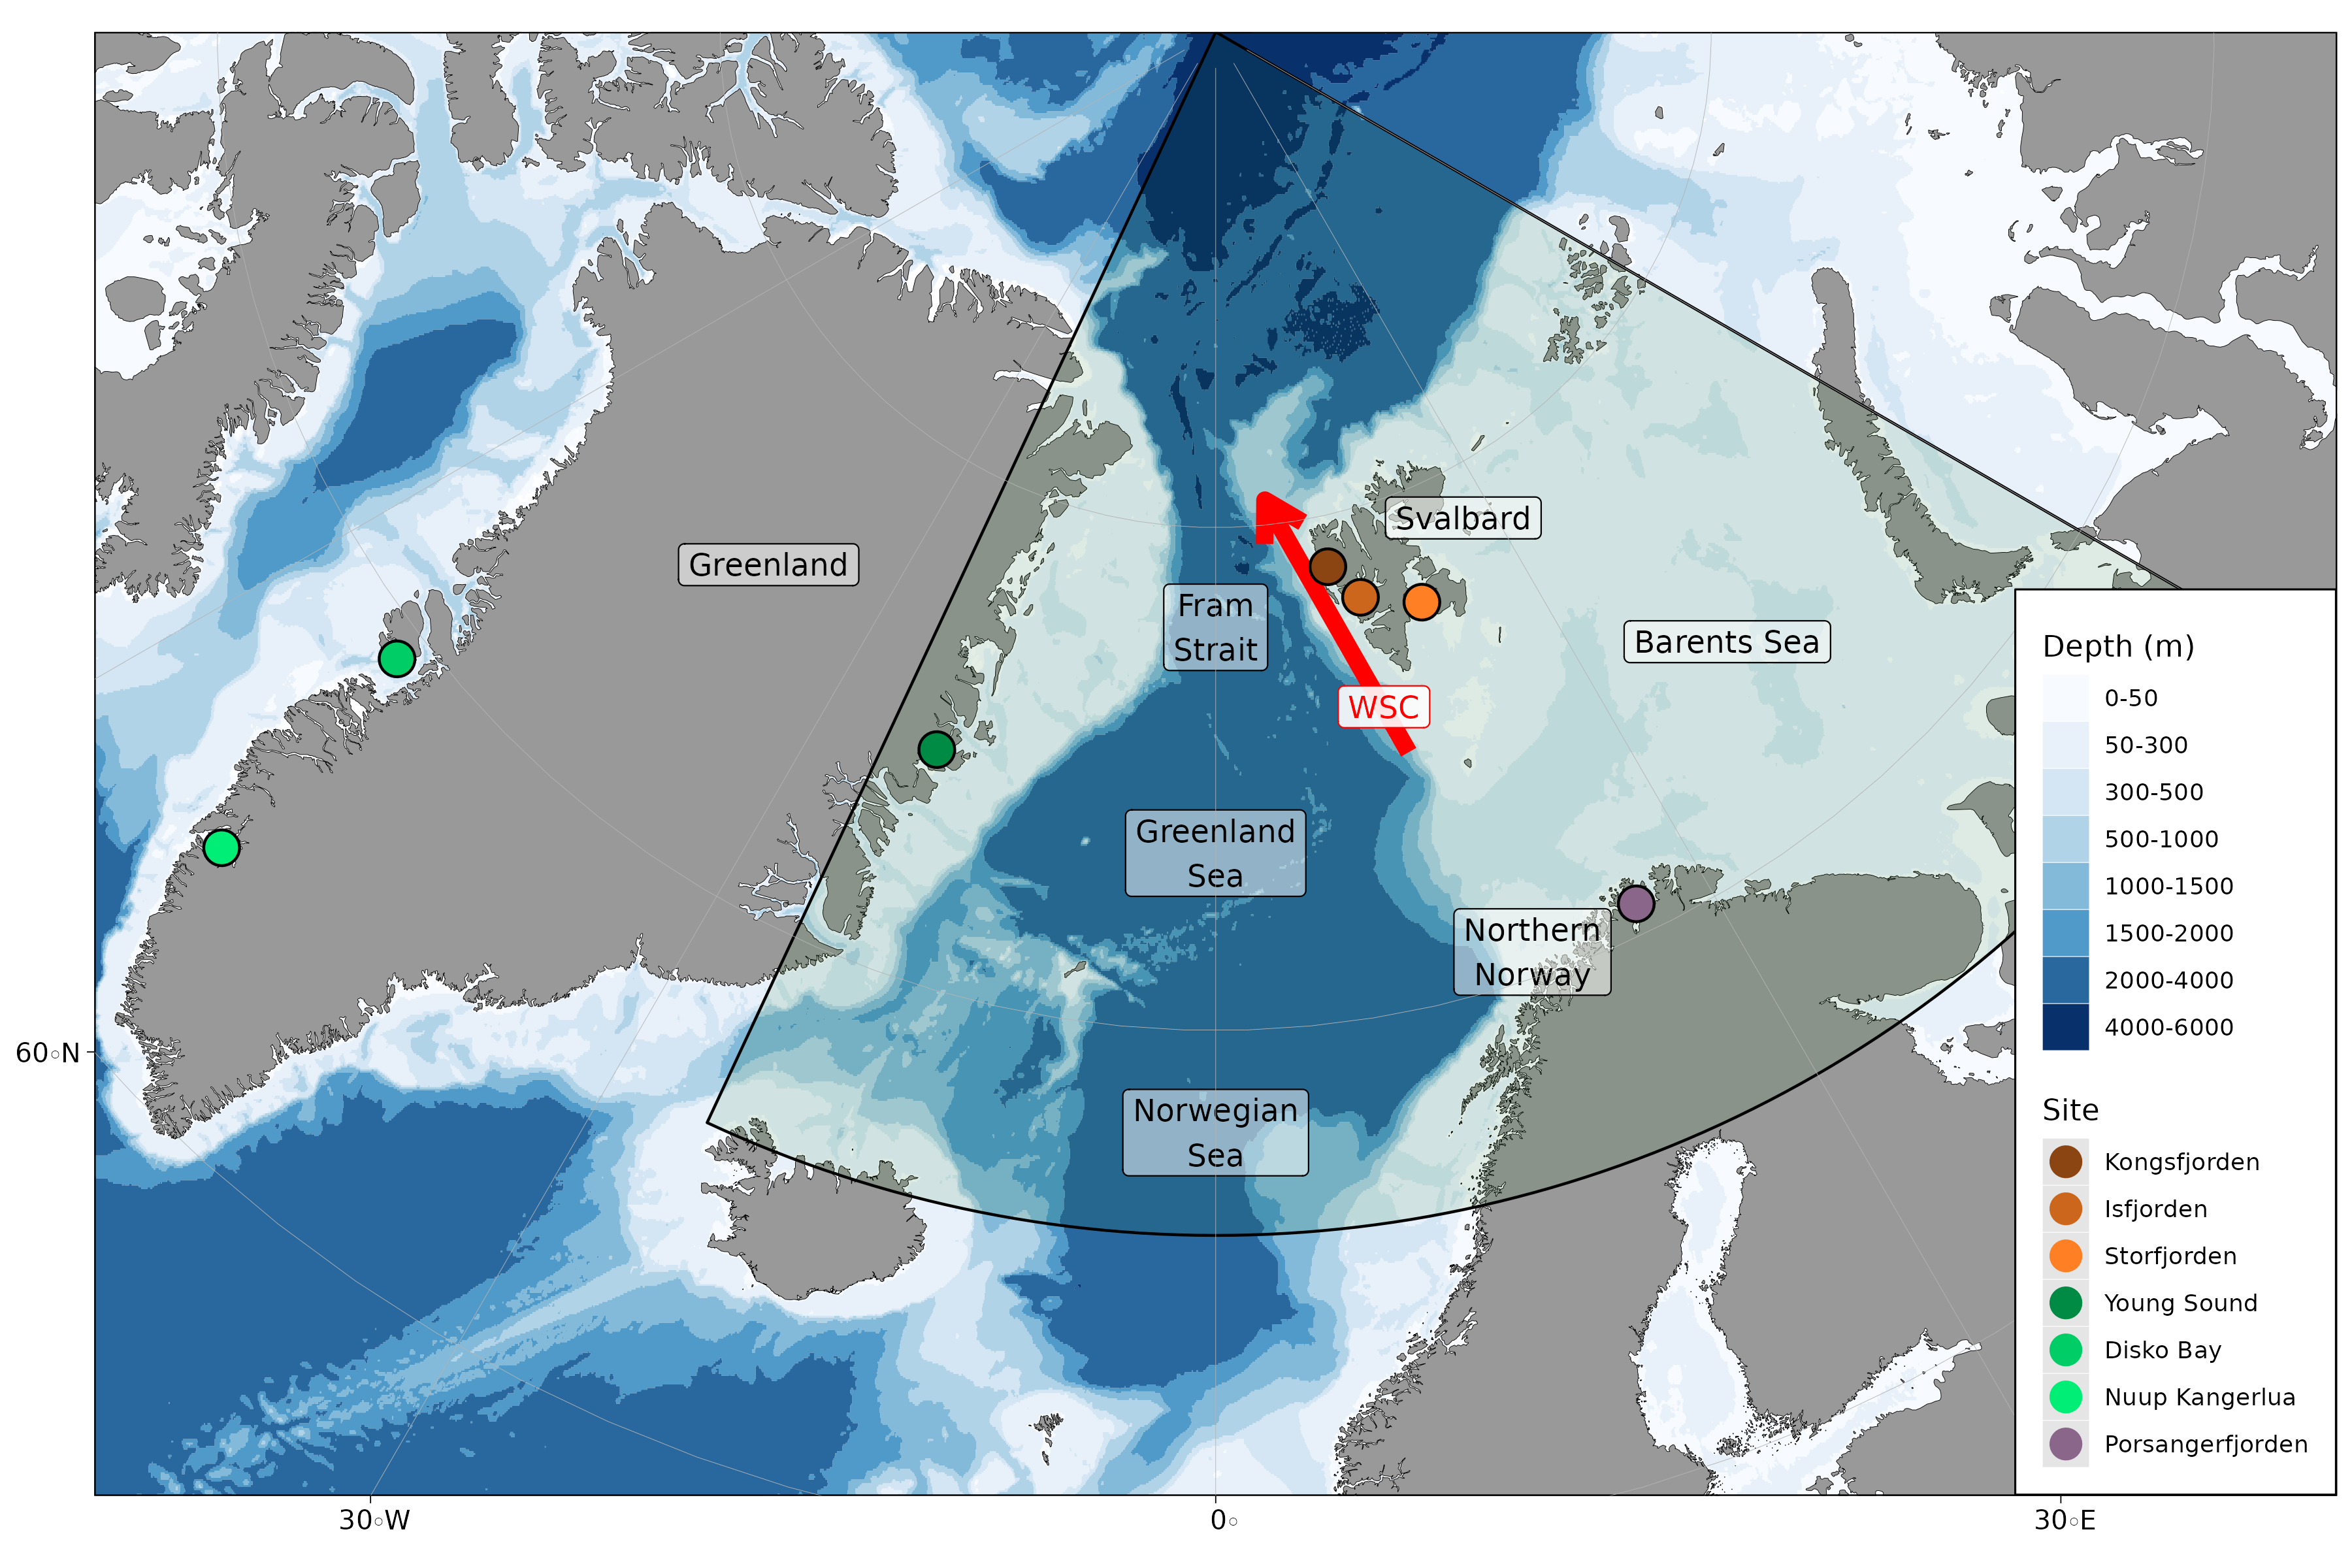 Svalbard
Greenland
Fram
Strait
Barents Sea
WSC
Greenland
Sea
Northern
Norway
Norwegian
Sea
60◦N
30◦W
0◦
30◦E
Depth (m)
0-50
50-300
300-500
500-1000
1000-1500
1500-2000
2000-4000
4000-6000
Site
Kongsfjorden
Isfjorden
Storfjorden
Young Sound
Disko Bay
Nuup Kangerlua
Porsangerfjorden